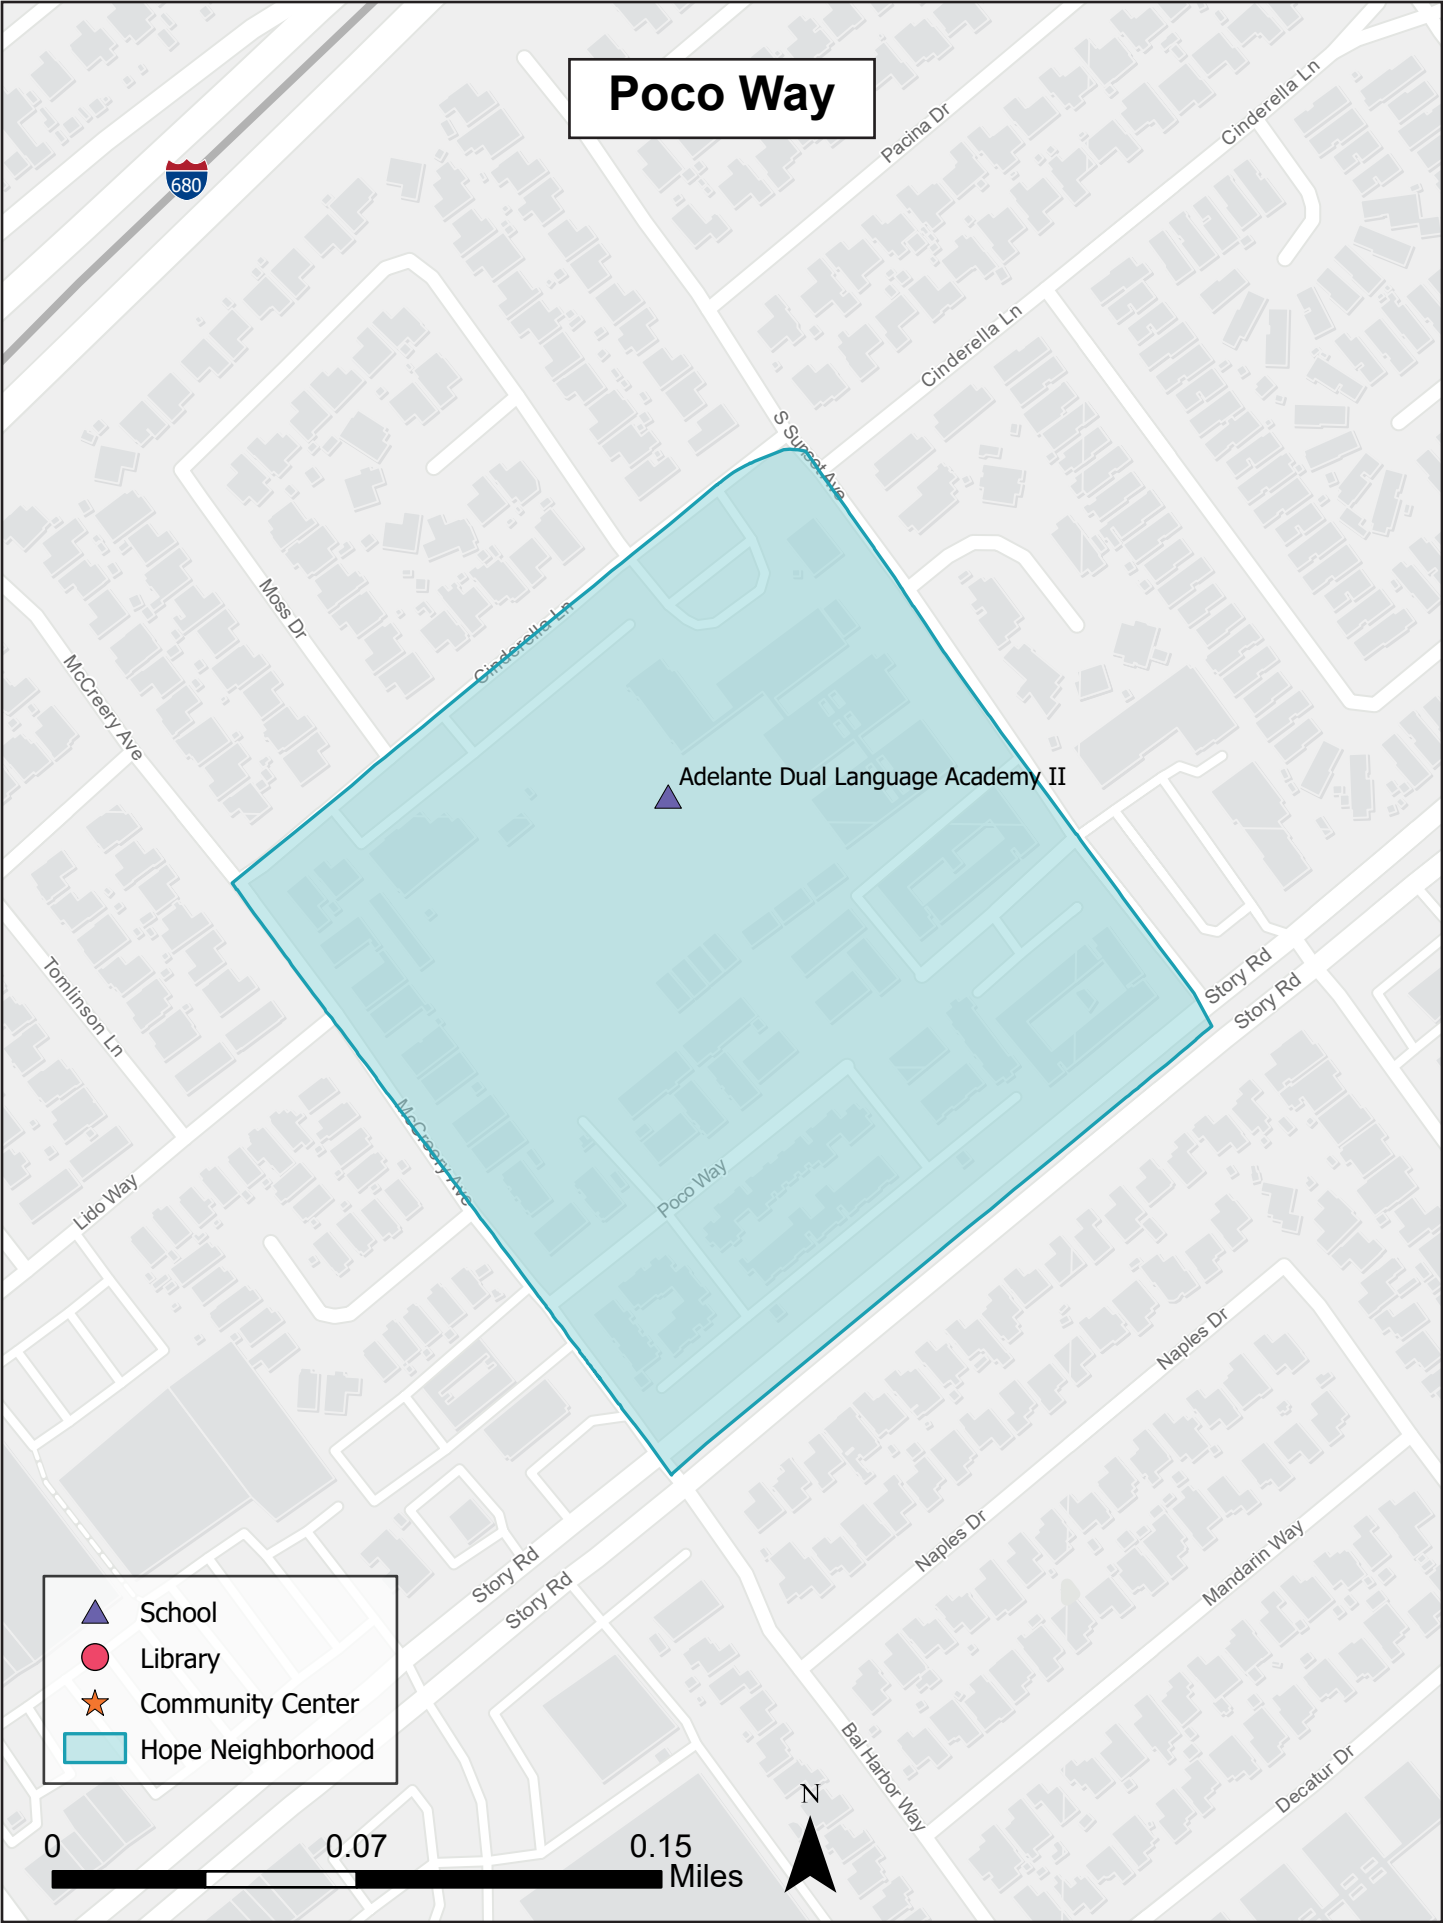 Poco Way
Pacina Dr
Cinderella Ln
680
Cinderella Ln
S Sunset Ave
Moss Dr
Cinderella Ln
McCreery Ave
Adelante Dual Language Academy II
Tomlinson Ln
Story Rd
Story Rd
McCreery Ave
Poco Way
Lido Way
Naples Dr
Naples Dr
Mandarin Way
Story Rd
Story Rd
School
Library
Community Center
Hope Neighborhood
Bal Harbor Way
Decatur Dr
N
0 0.07 0.15
Miles